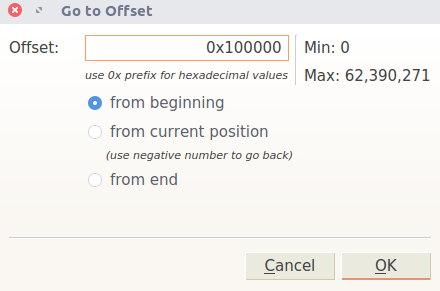 Go to Offset
Offset: 0x100000 Min: 0
use 0x prefix for hexadecimal values Max: 62,390,271
from beginning
from current position
(use negative number to go back)
from end
Cancel OK